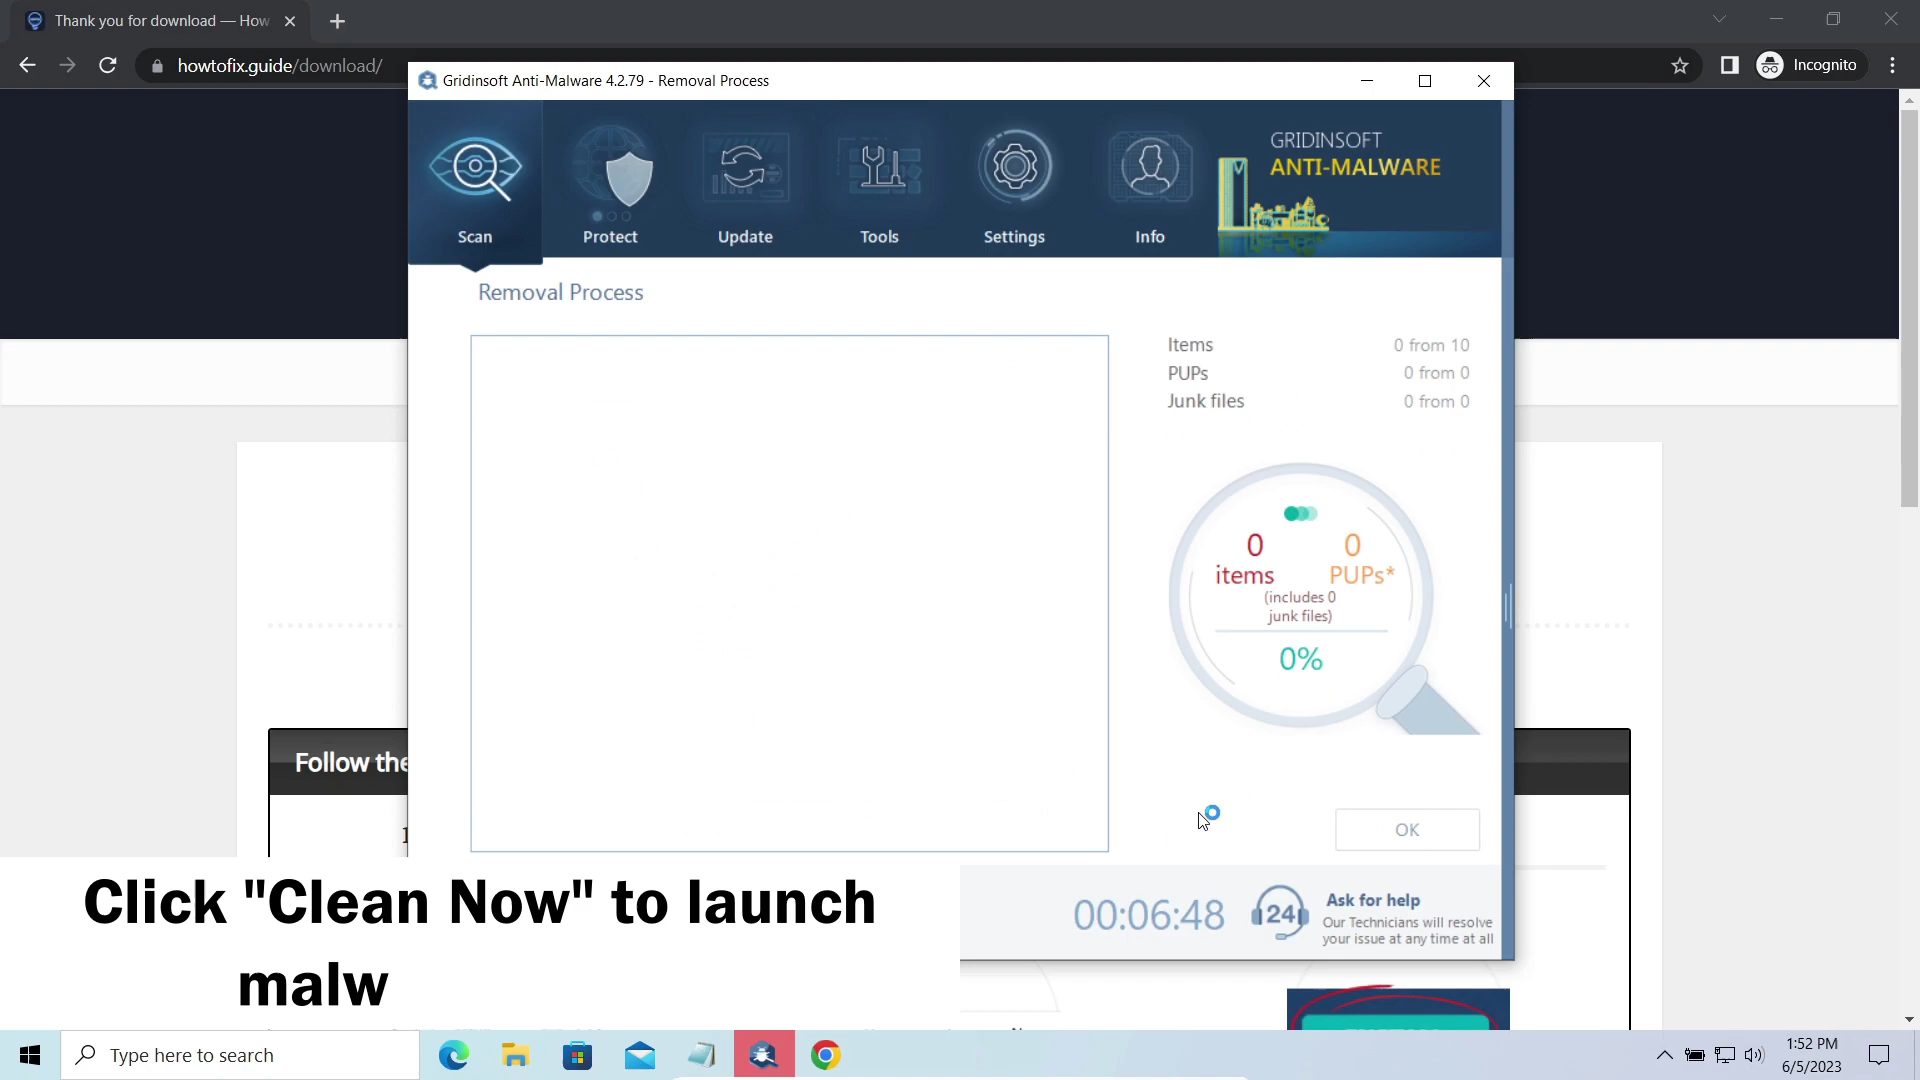 Thank you for download — How
howtofix.guide/download/
Incognito
Gridinsoft Anti-Malware 4.2.79 - Removal Process
Scan
Protect
Update
Tools
Settings
Info
GRIDINSOFT
ANTI-MALWARE
Removal Process
Items 0 from 10
PUPs 0 from 0
Junk files 0 from 0
0 0
items PUPs*
(includes 0
junk files)
0%
OK
Follow the
1
00:06:48
24
Ask for help
Our Technicians will resolve
your issue at any time at all
Click "Clean Now" to launch
malw
Type here to search
1:52 PM
6/5/2023